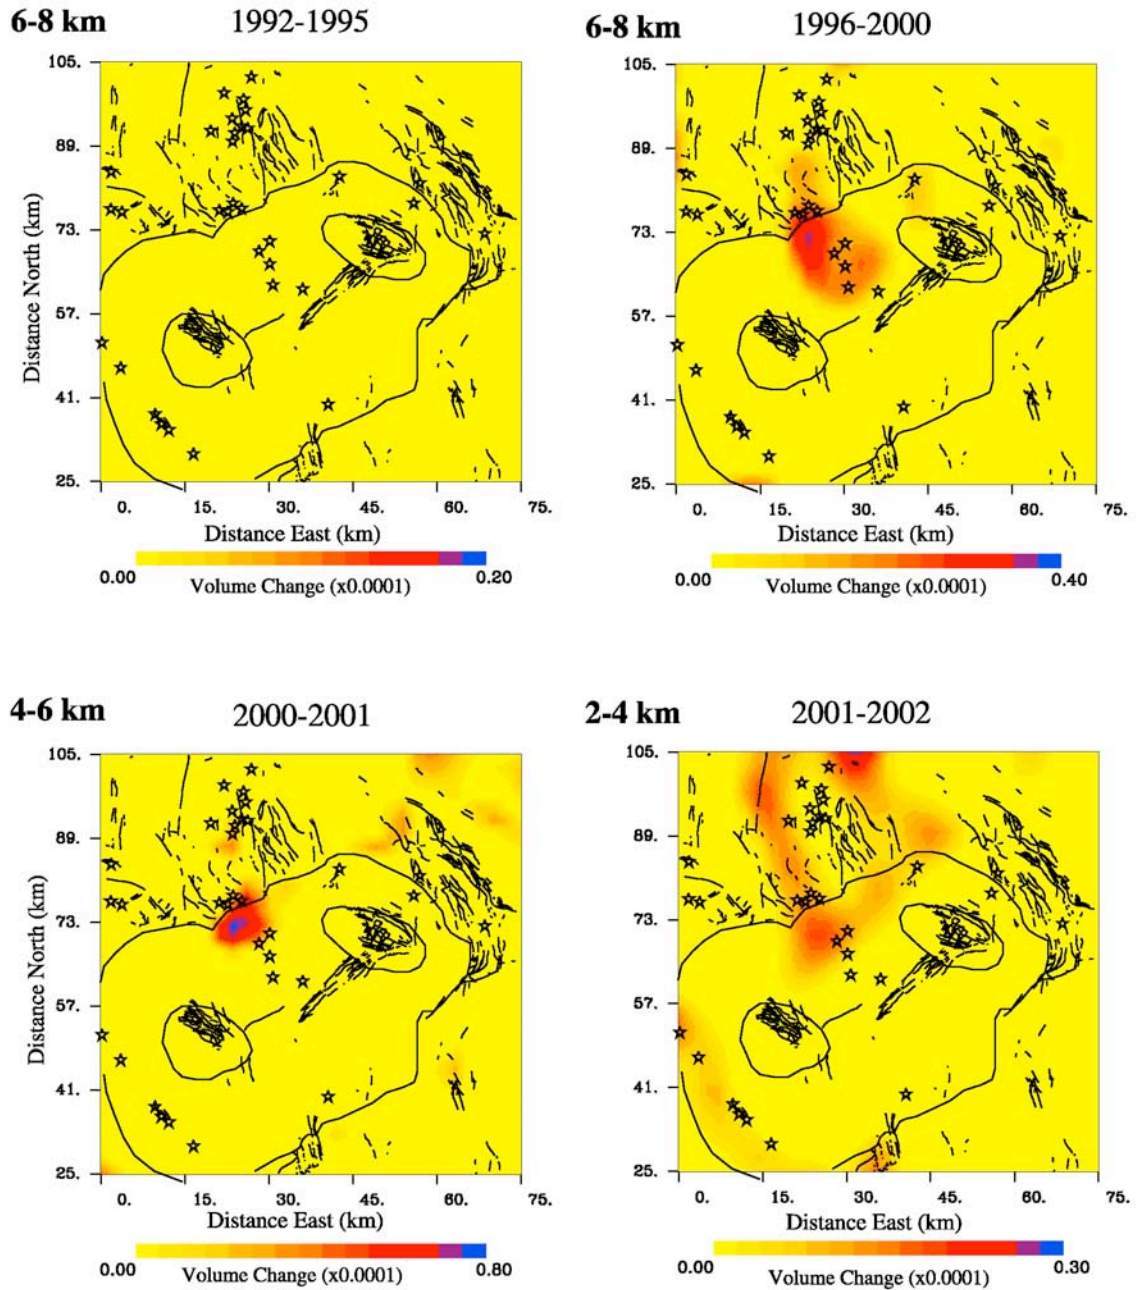 6-8 km 1992-1995
105.
89.
73.
57.
41.
25.
Distance North (km)
0. 15. 30. 45. 60. 75.
Distance East (km)
0.00 0.20
Volume Change (x0.0001)
6-8 km 1996-2000
105.
89.
73.
57.
41.
25.
0. 15. 30. 45. 60. 75.
Distance East (km)
0.00 0.40
Volume Change (x0.0001)
4-6 km 2000-2001
105.
89.
73.
57.
41.
25.
Distance North (km)
0. 15. 30. 45. 60. 75.
Distance East (km)
0.00 0.80
Volume Change (x0.0001)
2-4 km 2001-2002
105.
89.
73.
57.
41.
25.
0. 15. 30. 45. 60. 75.
Distance East (km)
0.00 0.30
Volume Change (x0.0001)